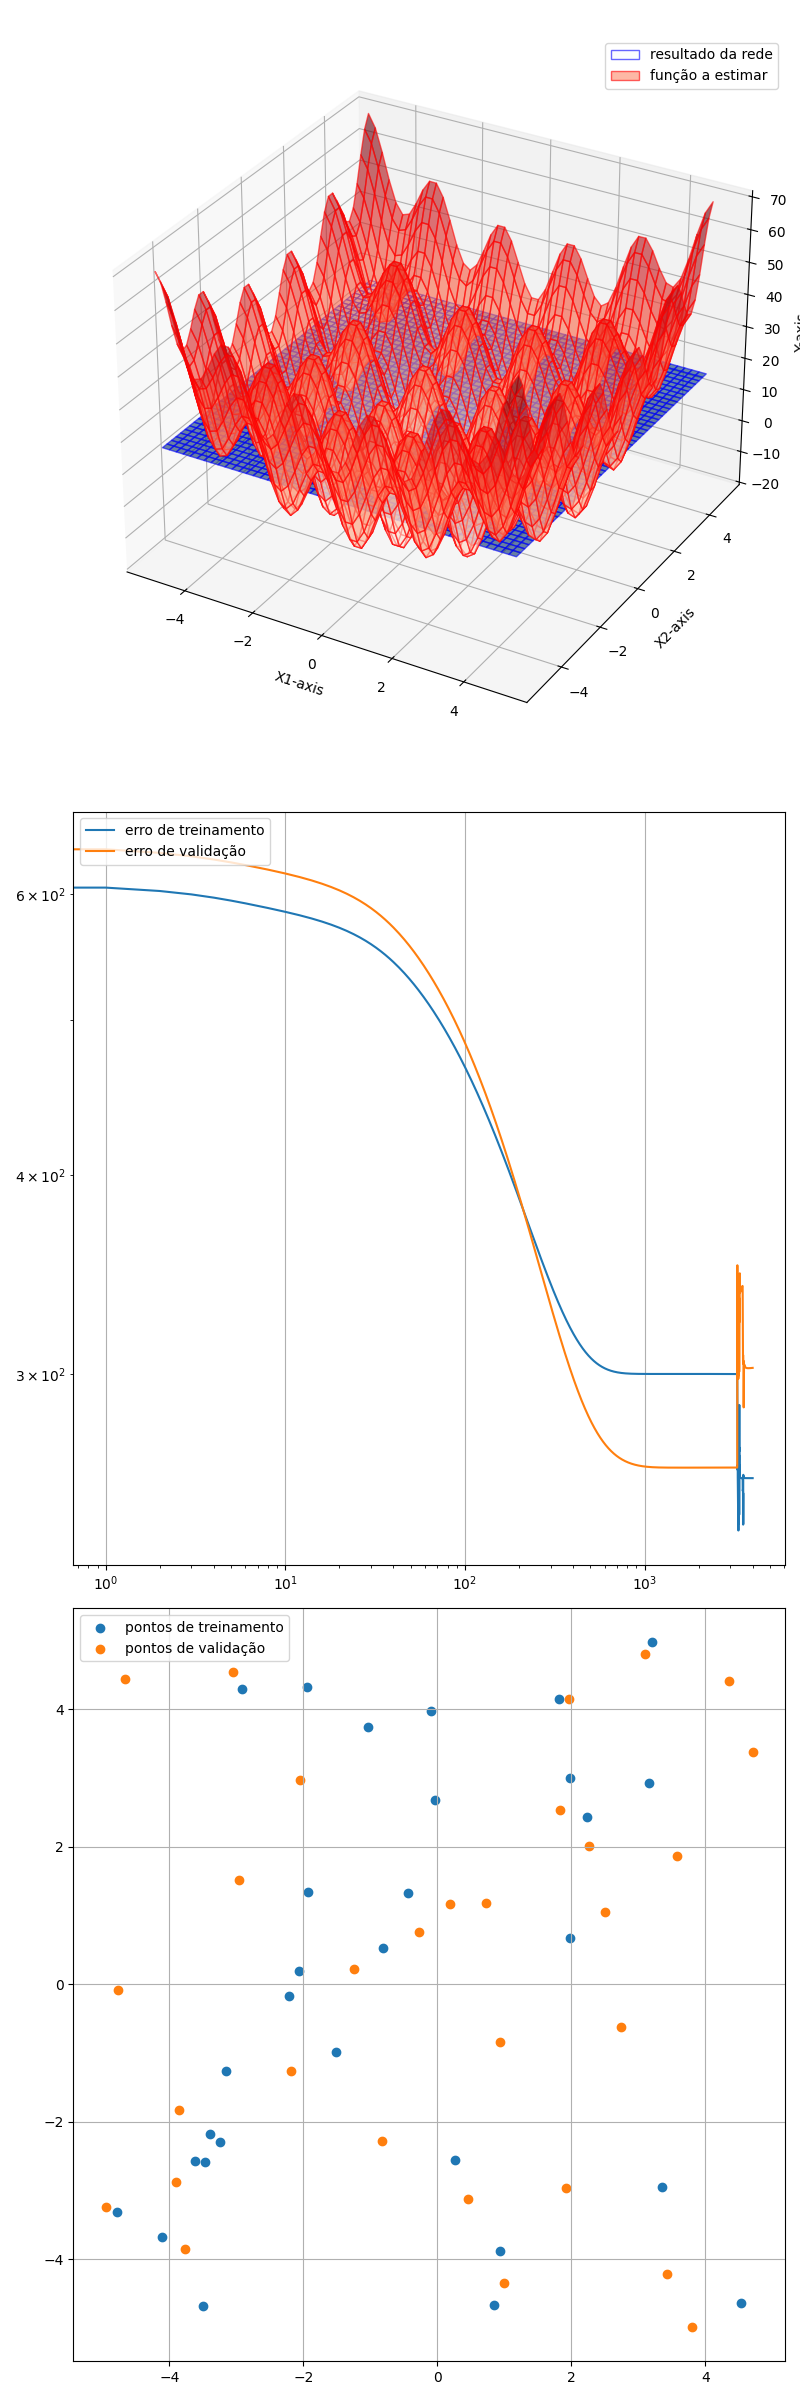 resultado da rede
função a estimar
70
60
50
40
30
20
10
0
−10
−20
4
2
0
−2
−4
X2-axis
−4
−2
0
2
4
X1-axis
erro de treinamento
erro de validação
6 × 10²
4 × 10²
3 × 10²
10⁰ 10¹ 10² 10³
pontos de treinamento
pontos de validação
4
2
0
−2
−4
−4 −2 0 2 4